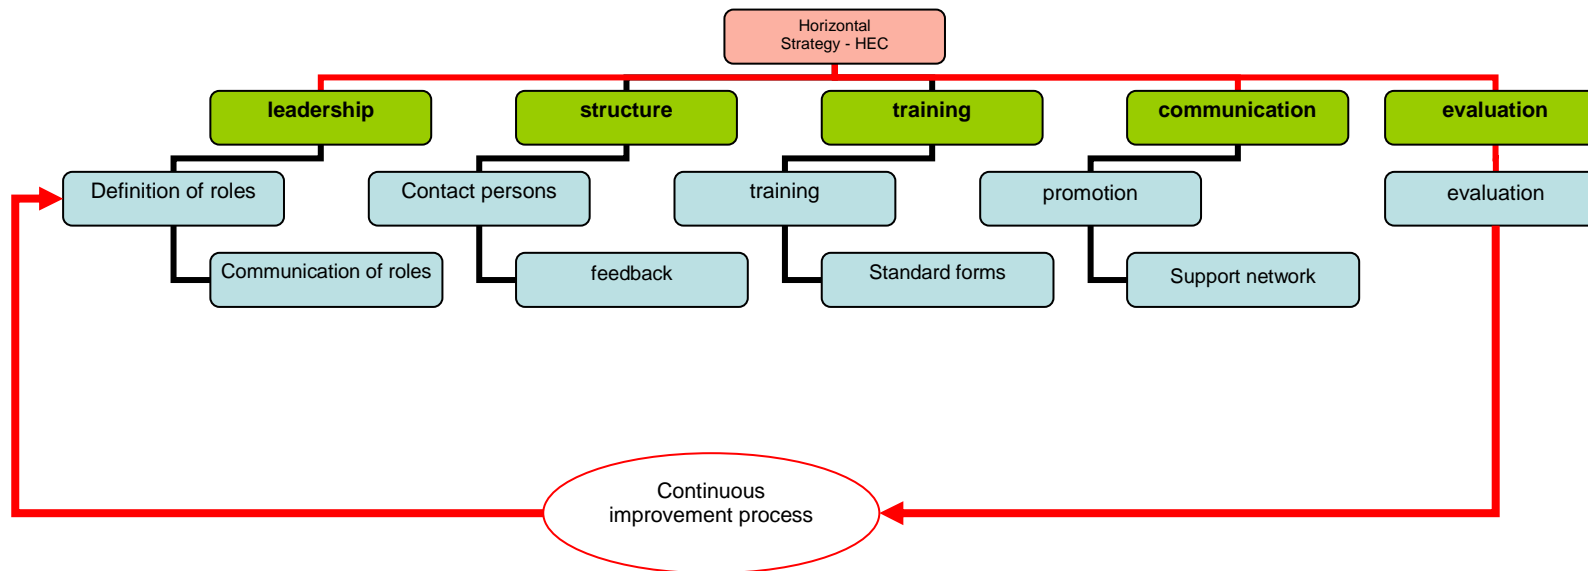 Horizontal
Strategy - HEC
leadership
structure
training
communication
evaluation
Definition of roles
Contact persons
training
promotion
evaluation
Communication of roles
feedback
Standard forms
Support network
Continuous
improvement process